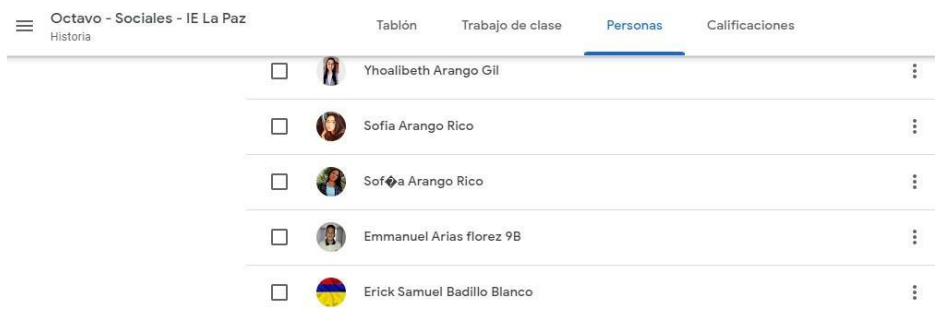 Octavo - Sociales - IE La Paz
Historia
Tablón Trabajo de clase Personas Calificaciones
Yhoalibeth Arango Gil
Sofia Arango Rico
Sof�a Arango Rico
Emmanuel Arias florez 9B
Erick Samuel Badillo Blanco